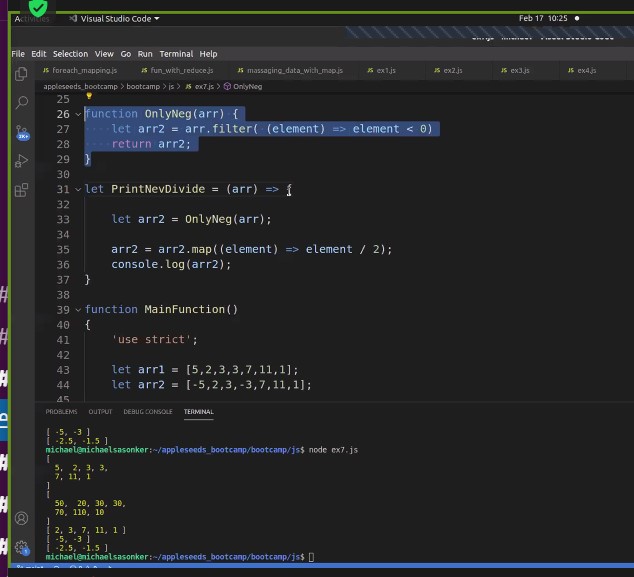 Visual Studio Code
Feb 17 10:25
File Edit Selection View Go Run Terminal Help
JS foreach_mapping.js JS fun_with_reduce.js JS massaging_data_with_map.js JS ex1.js JS ex2.js JS ex3.js JS ex4.js
appleseeds_bootcamp > bootcamp > js > JS ex7.js > OnlyNeg
25
26 function OnlyNeg(arr) {
27 let arr2 = arr.filter( (element) => element < 0)
28 return arr2;
29 }
30
31 let PrintNevDivide = (arr) => {
32
33 let arr2 = OnlyNeg(arr);
34
35 arr2 = arr2.map((element) => element / 2);
36 console.log(arr2);
37 }
38
39 function MainFunction()
40 {
41 'use strict';
42
43 let arr1 = [5,2,3,3,7,11,1];
44 let arr2 = [-5,2,3,-3,7,11,1];
45
PROBLEMS OUTPUT DEBUG CONSOLE TERMINAL
[ -5, -3 ]
[ -2.5, -1.5 ]
michael@michaelsasonker:~/appleseeds_bootcamp/bootcamp/js$ node ex7.js
[
5, 2, 3, 3,
7, 11, 1
]
[
50, 20, 30, 30,
70, 110, 10
]
[ 2, 3, 7, 11, 1 ]
[ -5, -3 ]
[ -2.5, -1.5 ]
michael@michaelsasonker:~/appleseeds_bootcamp/bootcamp/js$